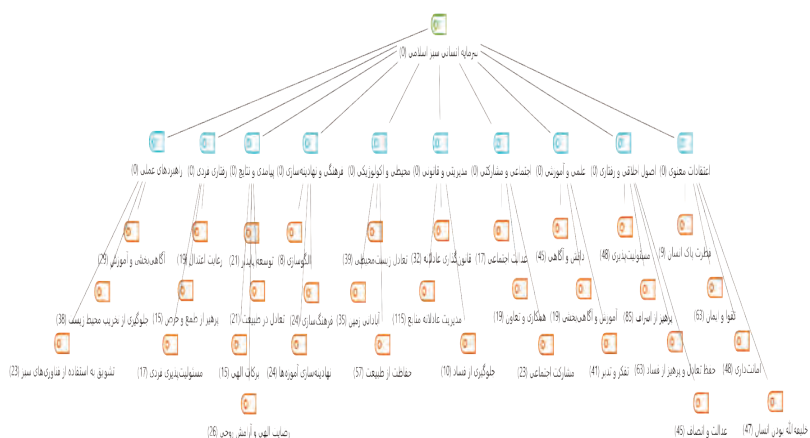 سرمایه انسانی سبز اسلامی (0)
اعتقادات معنوی (0)
اصول اخلاقی و رفتاری (0)
علمی و آموزشی (0)
اجتماعی و مشارکتی (0)
مدیریتی و قانونی (0)
محیطی و اکولوژیکی (0)
فرهنگی و نهادینه‌سازی (0)
پیامدی و نتایج (0)
رفتاری فردی (0)
راهبردهای عملی (0)
فطرت پاک انسان (9)
مسئولیت‌پذیری (48)
دانش و آگاهی (45)
عدالت اجتماعی (17)
قانون‌گذاری عادلانه (32)
تعادل زیست‌محیطی (39)
الگوسازی (8)
توسعه پایدار (21)
رعایت اعتدال (19)
آگاهی‌بخشی و آموزش (29)
تقوا و ایمان (63)
پرهیز از اسراف (85)
آموزش و آگاهی‌بخشی (19)
همکاری و تعاون (19)
مدیریت عادلانه منابع (115)
آبادانی زمین (35)
فرهنگ‌سازی (24)
تعادل در طبیعت (21)
پرهیز از طمع و حرص (15)
جلوگیری از تخریب محیط زیست (38)
امانت‌داری (48)
حفظ تعادل و پرهیز از فساد (63)
تفکر و تدبر (41)
مشارکت اجتماعی (23)
جلوگیری از فساد (10)
حفاظت از طبیعت (57)
نهادینه‌سازی آموزه‌ها (24)
برکات الهی (15)
مسئولیت‌پذیری فردی (17)
تشویق به استفاده از فناوری‌های سبز (23)
خلیفه‌الله بودن انسان (47)
عدالت و انصاف (45)
رضایت الهی و آرامش روحی (26)